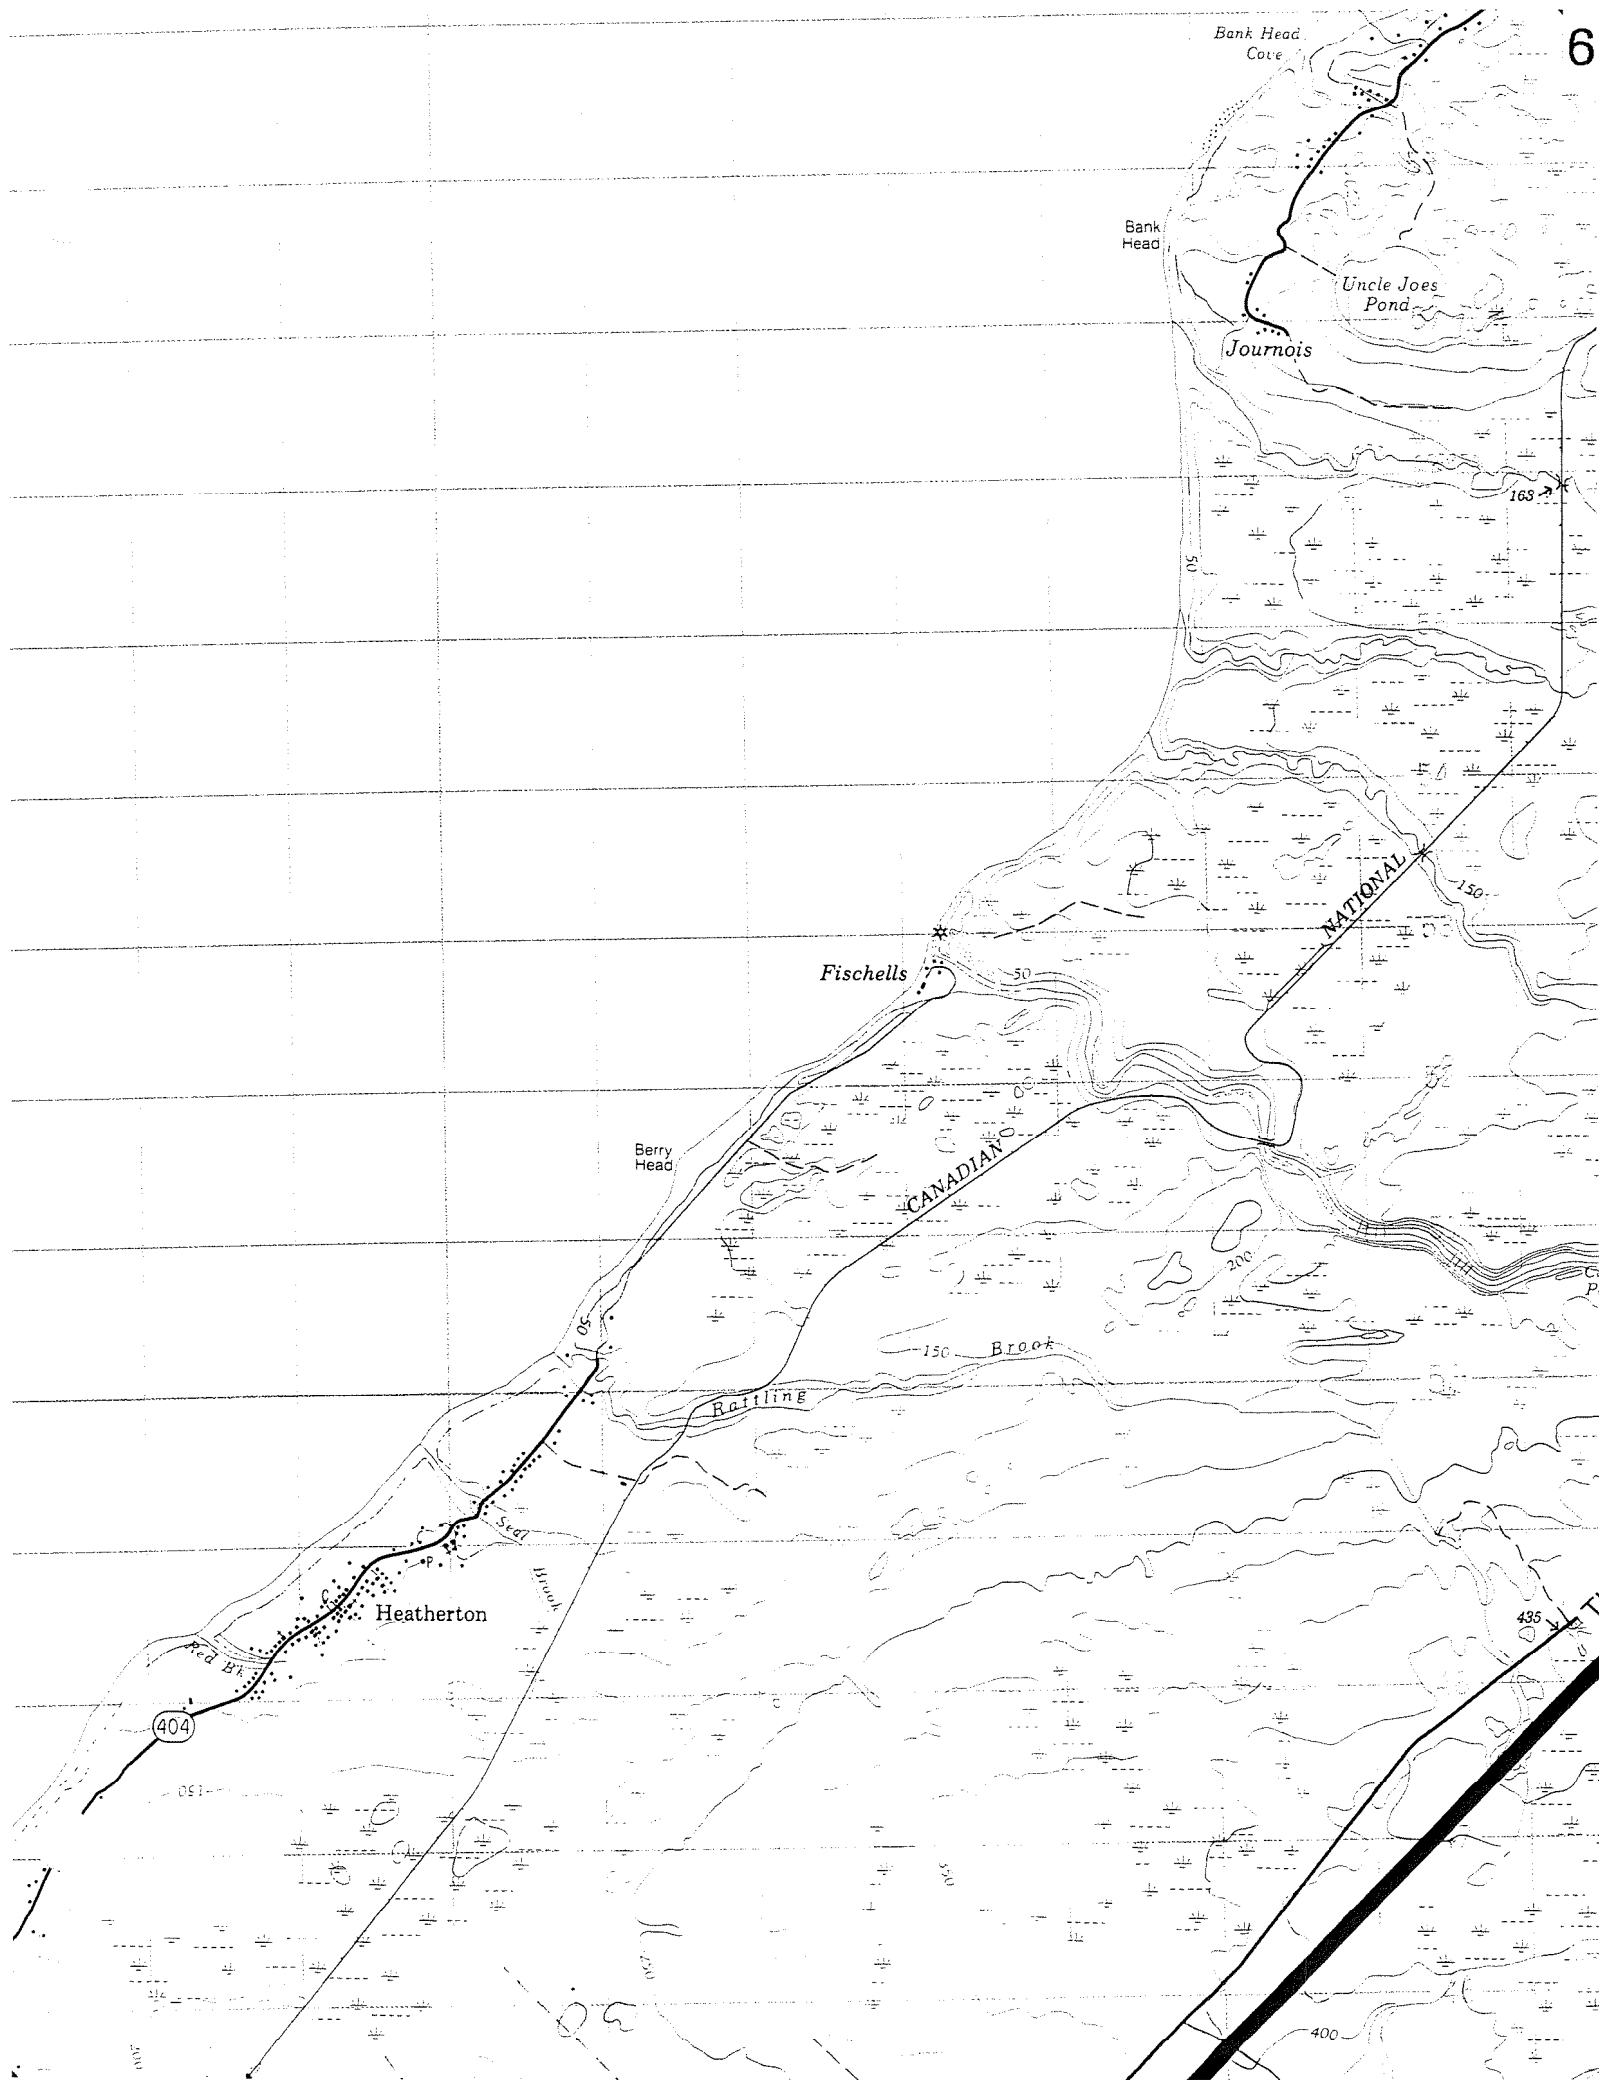 Bank Head
Cove
6
Bank
Head
Uncle Joes
Pond
Journois
163
50
NATIONAL
150
Fischells
50
Berry
Head
CANADIAN
200
50
150 Brook
Rattling
Seal
Brook
Heatherton
435
Red Bk
404
150
400